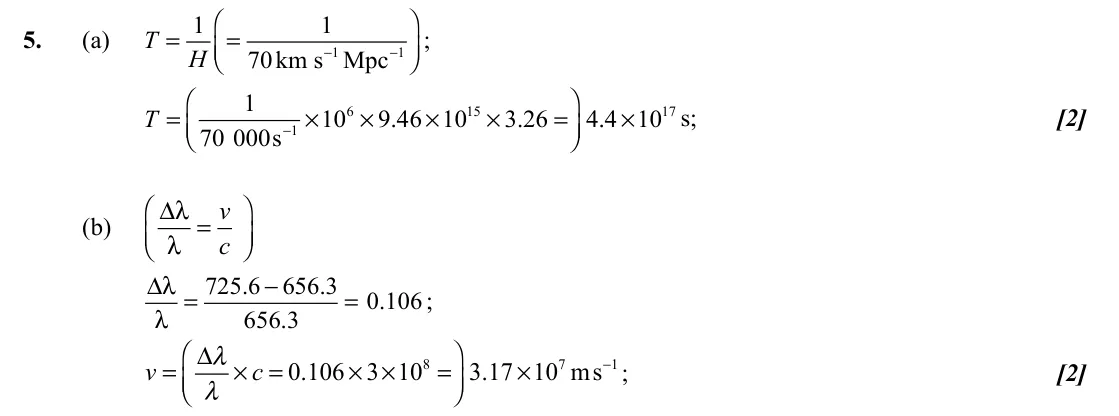 5. (a) T = 1/H (= 1/(70 km s⁻¹ Mpc⁻¹));
T = (1/(70 000 s⁻¹) × 10⁶ × 9.46 × 10¹⁵ × 3.26 =) 4.4 × 10¹⁷ s; [2]
(b) (Δλ/λ = v/c)
Δλ/λ = (725.6 − 656.3)/656.3 = 0.106;
v = (Δλ/λ × c = 0.106 × 3 × 10⁸ =) 3.17 × 10⁷ m s⁻¹; [2]